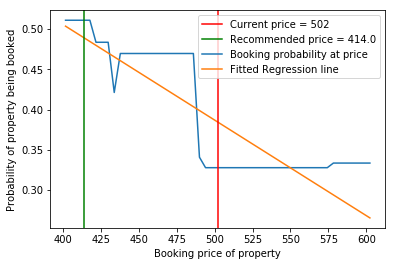 Current price = 502
Recommended price = 414.0
Booking probability at price
Fitted Regression line
Probability of property being booked
0.50
0.45
0.40
0.35
0.30
400
425
450
475
500
525
550
575
600
Booking price of property